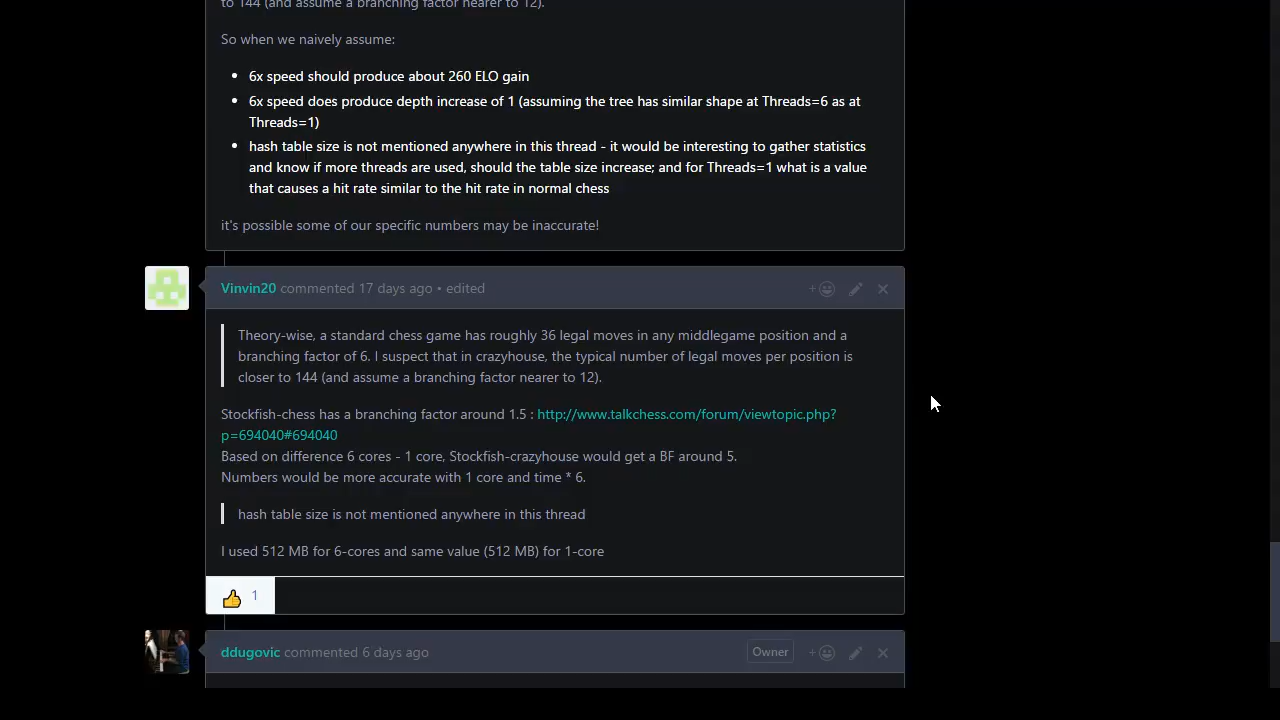 to 144 (and assume a branching factor nearer to 12).
So when we naively assume:
6x speed should produce about 260 ELO gain
6x speed does produce depth increase of 1 (assuming the tree has similar shape at Threads=6 as at
Threads=1)
hash table size is not mentioned anywhere in this thread - it would be interesting to gather statistics
and know if more threads are used, should the table size increase; and for Threads=1 what is a value
that causes a hit rate similar to the hit rate in normal chess
it's possible some of our specific numbers may be inaccurate!
Vinvin20 commented 17 days ago • edited
Theory-wise, a standard chess game has roughly 36 legal moves in any middlegame position and a
branching factor of 6. I suspect that in crazyhouse, the typical number of legal moves per position is
closer to 144 (and assume a branching factor nearer to 12).
Stockfish-chess has a branching factor around 1.5 : http://www.talkchess.com/forum/viewtopic.php?
p=694040#694040
Based on difference 6 cores - 1 core, Stockfish-crazyhouse would get a BF around 5.
Numbers would be more accurate with 1 core and time * 6.
hash table size is not mentioned anywhere in this thread
I used 512 MB for 6-cores and same value (512 MB) for 1-core
1
ddugovic commented 6 days ago Owner